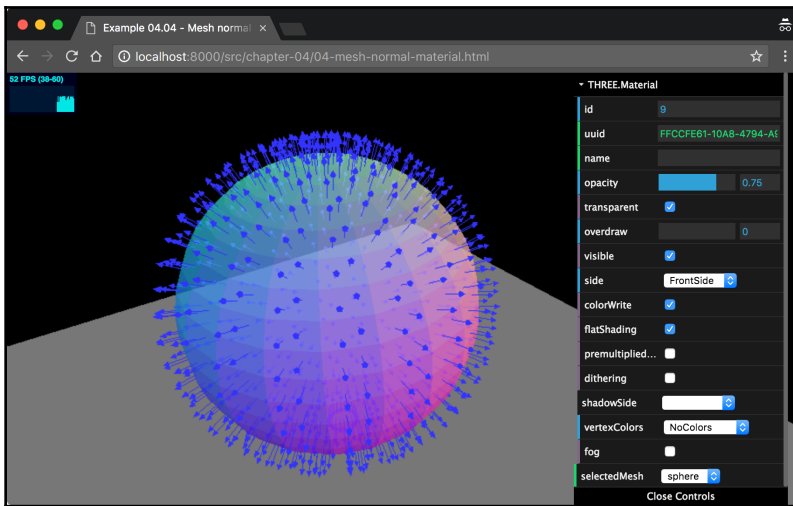 Example 04.04 - Mesh normal
localhost:8000/src/chapter-04/04-mesh-normal-material.html
52 FPS (38-60)
THREE.Material
id 9
uuid FFCCFE61-10A8-4794-A9
name
opacity 0.75
transparent
overdraw 0
visible
side FrontSide
colorWrite
flatShading
premultiplied...
dithering
shadowSide
vertexColors NoColors
fog
selectedMesh sphere
Close Controls